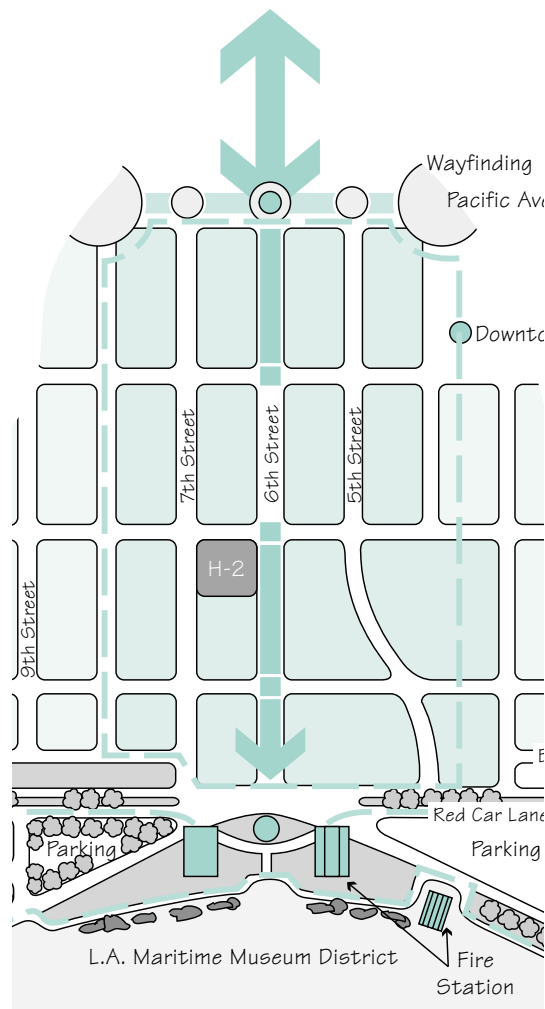 Wayfinding
Pacific Ave
Downto
7th Street
6th Street
5th Street
H-2
9th Street
Red Car Lane
Parking
Parking
L.A. Maritime Museum District
Fire
Station